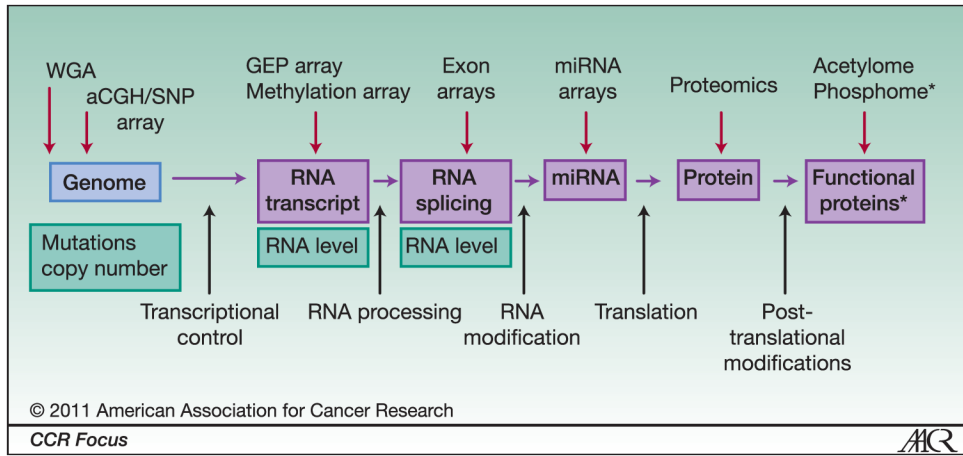 WGA
aCGH/SNP
array
GEP array
Methylation array
Exon
arrays
miRNA
arrays
Proteomics
Acetylome
Phosphome*
Genome
RNA
transcript
RNA
splicing
miRNA
Protein
Functional
proteins*
Mutations
copy number
RNA level
RNA level
Transcriptional
control
RNA processing
RNA
modification
Translation
Post-
translational
modifications
© 2011 American Association for Cancer Research
CCR Focus
AACR